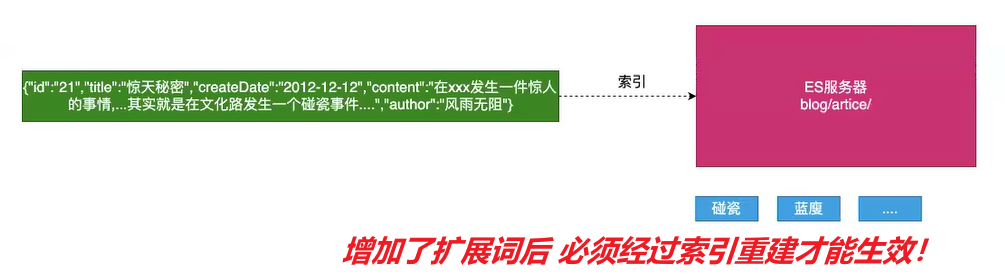 {"id":"21","title":"惊天秘密","createDate":"2012-12-12","content":"在xxx发生一件惊人
的事情,...其实就是在文化路发生一个碰瓷事件....","author":"风雨无阻"}
索引
ES服务器
blog/artice/
碰瓷
蓝廋
....
增加了扩展词后 必须经过索引重建才能生效!